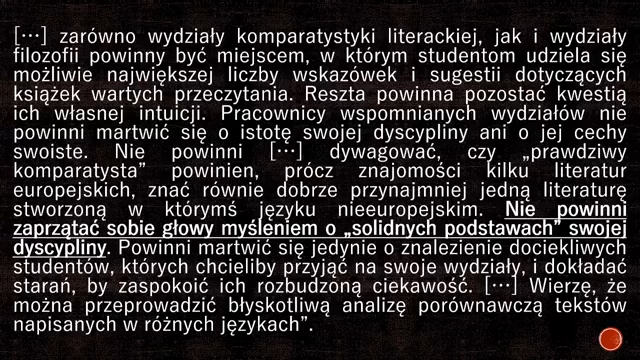 […] zarówno wydziały komparatystyki literackiej, jak i wydziały
filozofii powinny być miejscem, w którym studentom udziela się
możliwie największej liczby wskazówek i sugestii dotyczących
książek wartych przeczytania. Reszta powinna pozostać kwestią
ich własnej intuicji. Pracownicy wspomnianych wydziałów nie
powinni martwić się o istotę swojej dyscypliny ani o jej cechy
swoiste. Nie powinni […] dywagować, czy „prawdziwy
komparatysta” powinien, prócz znajomości kilku literatur
europejskich, znać równie dobrze przynajmniej jedną literaturę
stworzoną w którymś języku nieeuropejskim. Nie powinni
zaprzątać sobie głowy myśleniem o „solidnych podstawach” swojej
dyscypliny. Powinni martwić się jedynie o znalezienie dociekliwych
studentów, których chcieliby przyjąć na swoje wydziały, i dokładać
starań, by zaspokoić ich rozbudzoną ciekawość. […] Wierzę, że
można przeprowadzić błyskotliwą analizę porównawczą tekstów
napisanych w różnych językach”.